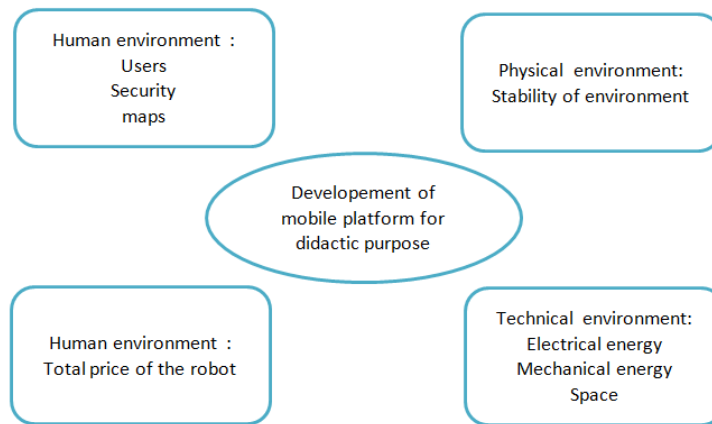 Human environment :
Users
Security
maps
Physical environment:
Stability of environment
Developement of
mobile platform for
didactic purpose
Human environment :
Total price of the robot
Technical environment:
Electrical energy
Mechanical energy
Space